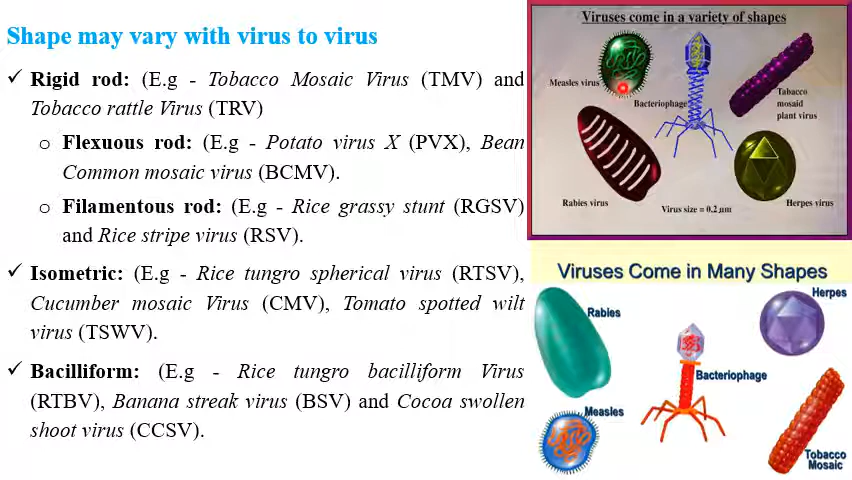 Shape may vary with virus to virus
✓ Rigid rod: (E.g - Tobacco Mosaic Virus (TMV) and
Tobacco rattle Virus (TRV)
o Flexuous rod: (E.g - Potato virus X (PVX), Bean
Common mosaic virus (BCMV).
o Filamentous rod: (E.g - Rice grassy stunt (RGSV)
and Rice stripe virus (RSV).
✓ Isometric: (E.g - Rice tungro spherical virus (RTSV),
Cucumber mosaic Virus (CMV), Tomato spotted wilt
virus (TSWV).
✓ Bacilliform: (E.g - Rice tungro bacilliform Virus
(RTBV), Banana streak virus (BSV) and Cocoa swollen
shoot virus (CCSV).
Viruses come in a variety of shapes
Measles virus
Bacteriophage
Tabacco
mosaid
plant virus
Rabies virus
Virus size = 0.2 µm
Herpes virus
Viruses Come in Many Shapes
Rabies
Herpes
Bacteriophage
Measles
Tobacco
Mosaic